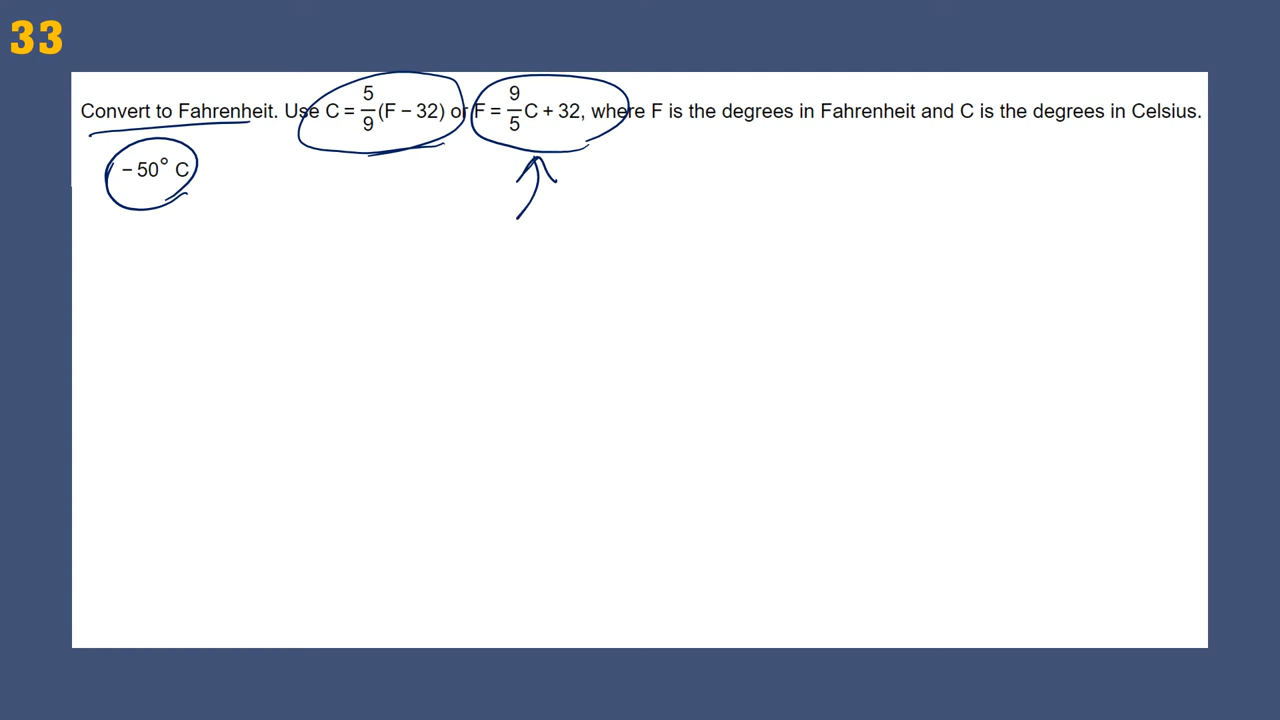 33
Convert to Fahrenheit. Use C = 5/9 (F − 32) or F = 9/5 C + 32, where F is the degrees in Fahrenheit and C is the degrees in Celsius.
− 50° C